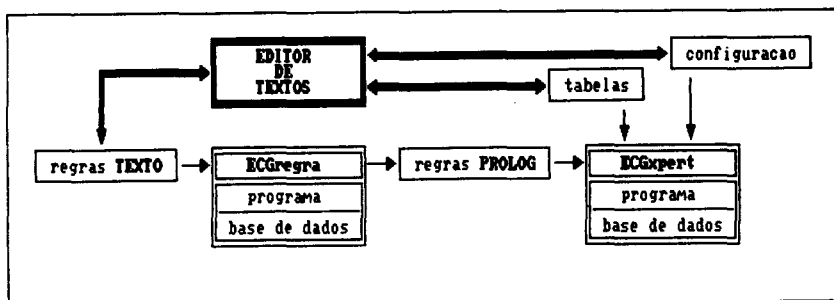 EDITOR
DE
TEXTOS
configuracao
tabelas
regras TEXTO
ECGregra
programa
base de dados
regras PROLOG
ECGxpert
programa
base de dados